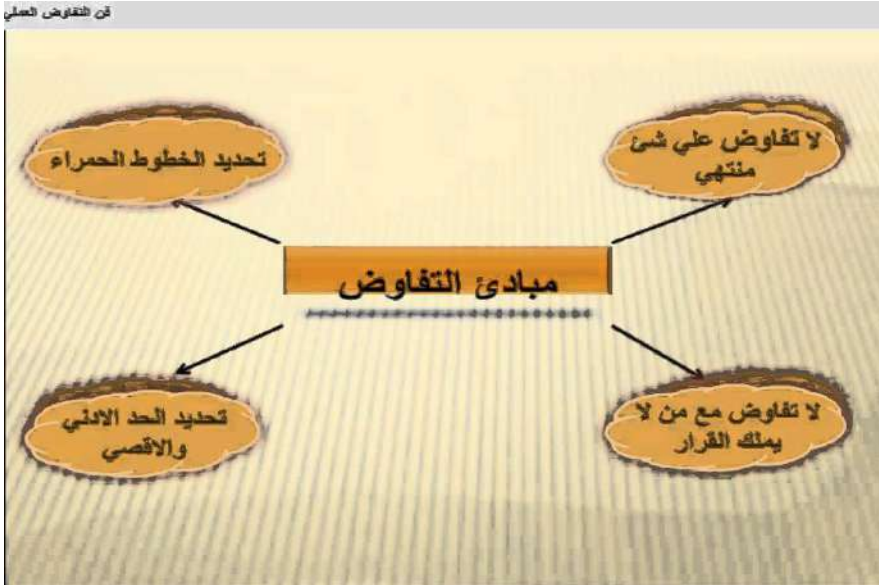 فن التفاوض العملي
لا تفاوض علي شئ
منتهي
تحديد الخطوط الحمراء
مبادئ التفاوض
لا تفاوض مع من لا
يملك القرار
تحديد الحد الادني
والاقصي